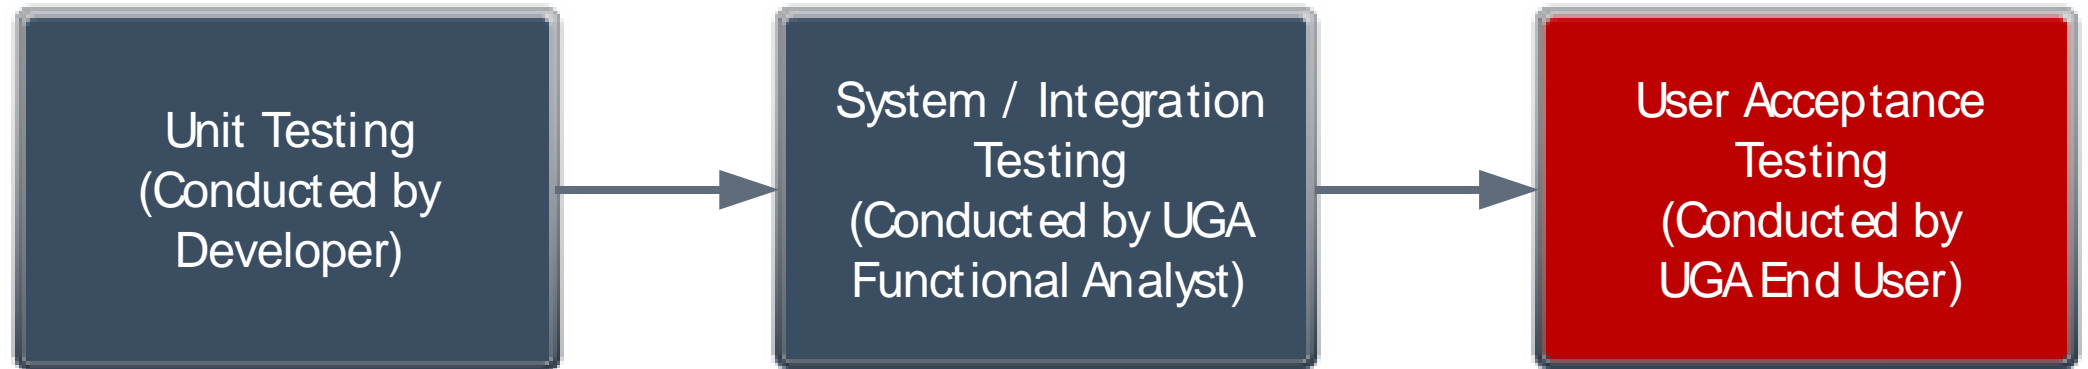 Unit Testing
(Conducted by
Developer)
System / Integration
Testing
(Conducted by UGA
Functional Analyst)
User Acceptance
Testing
(Conducted by
UGA End User)